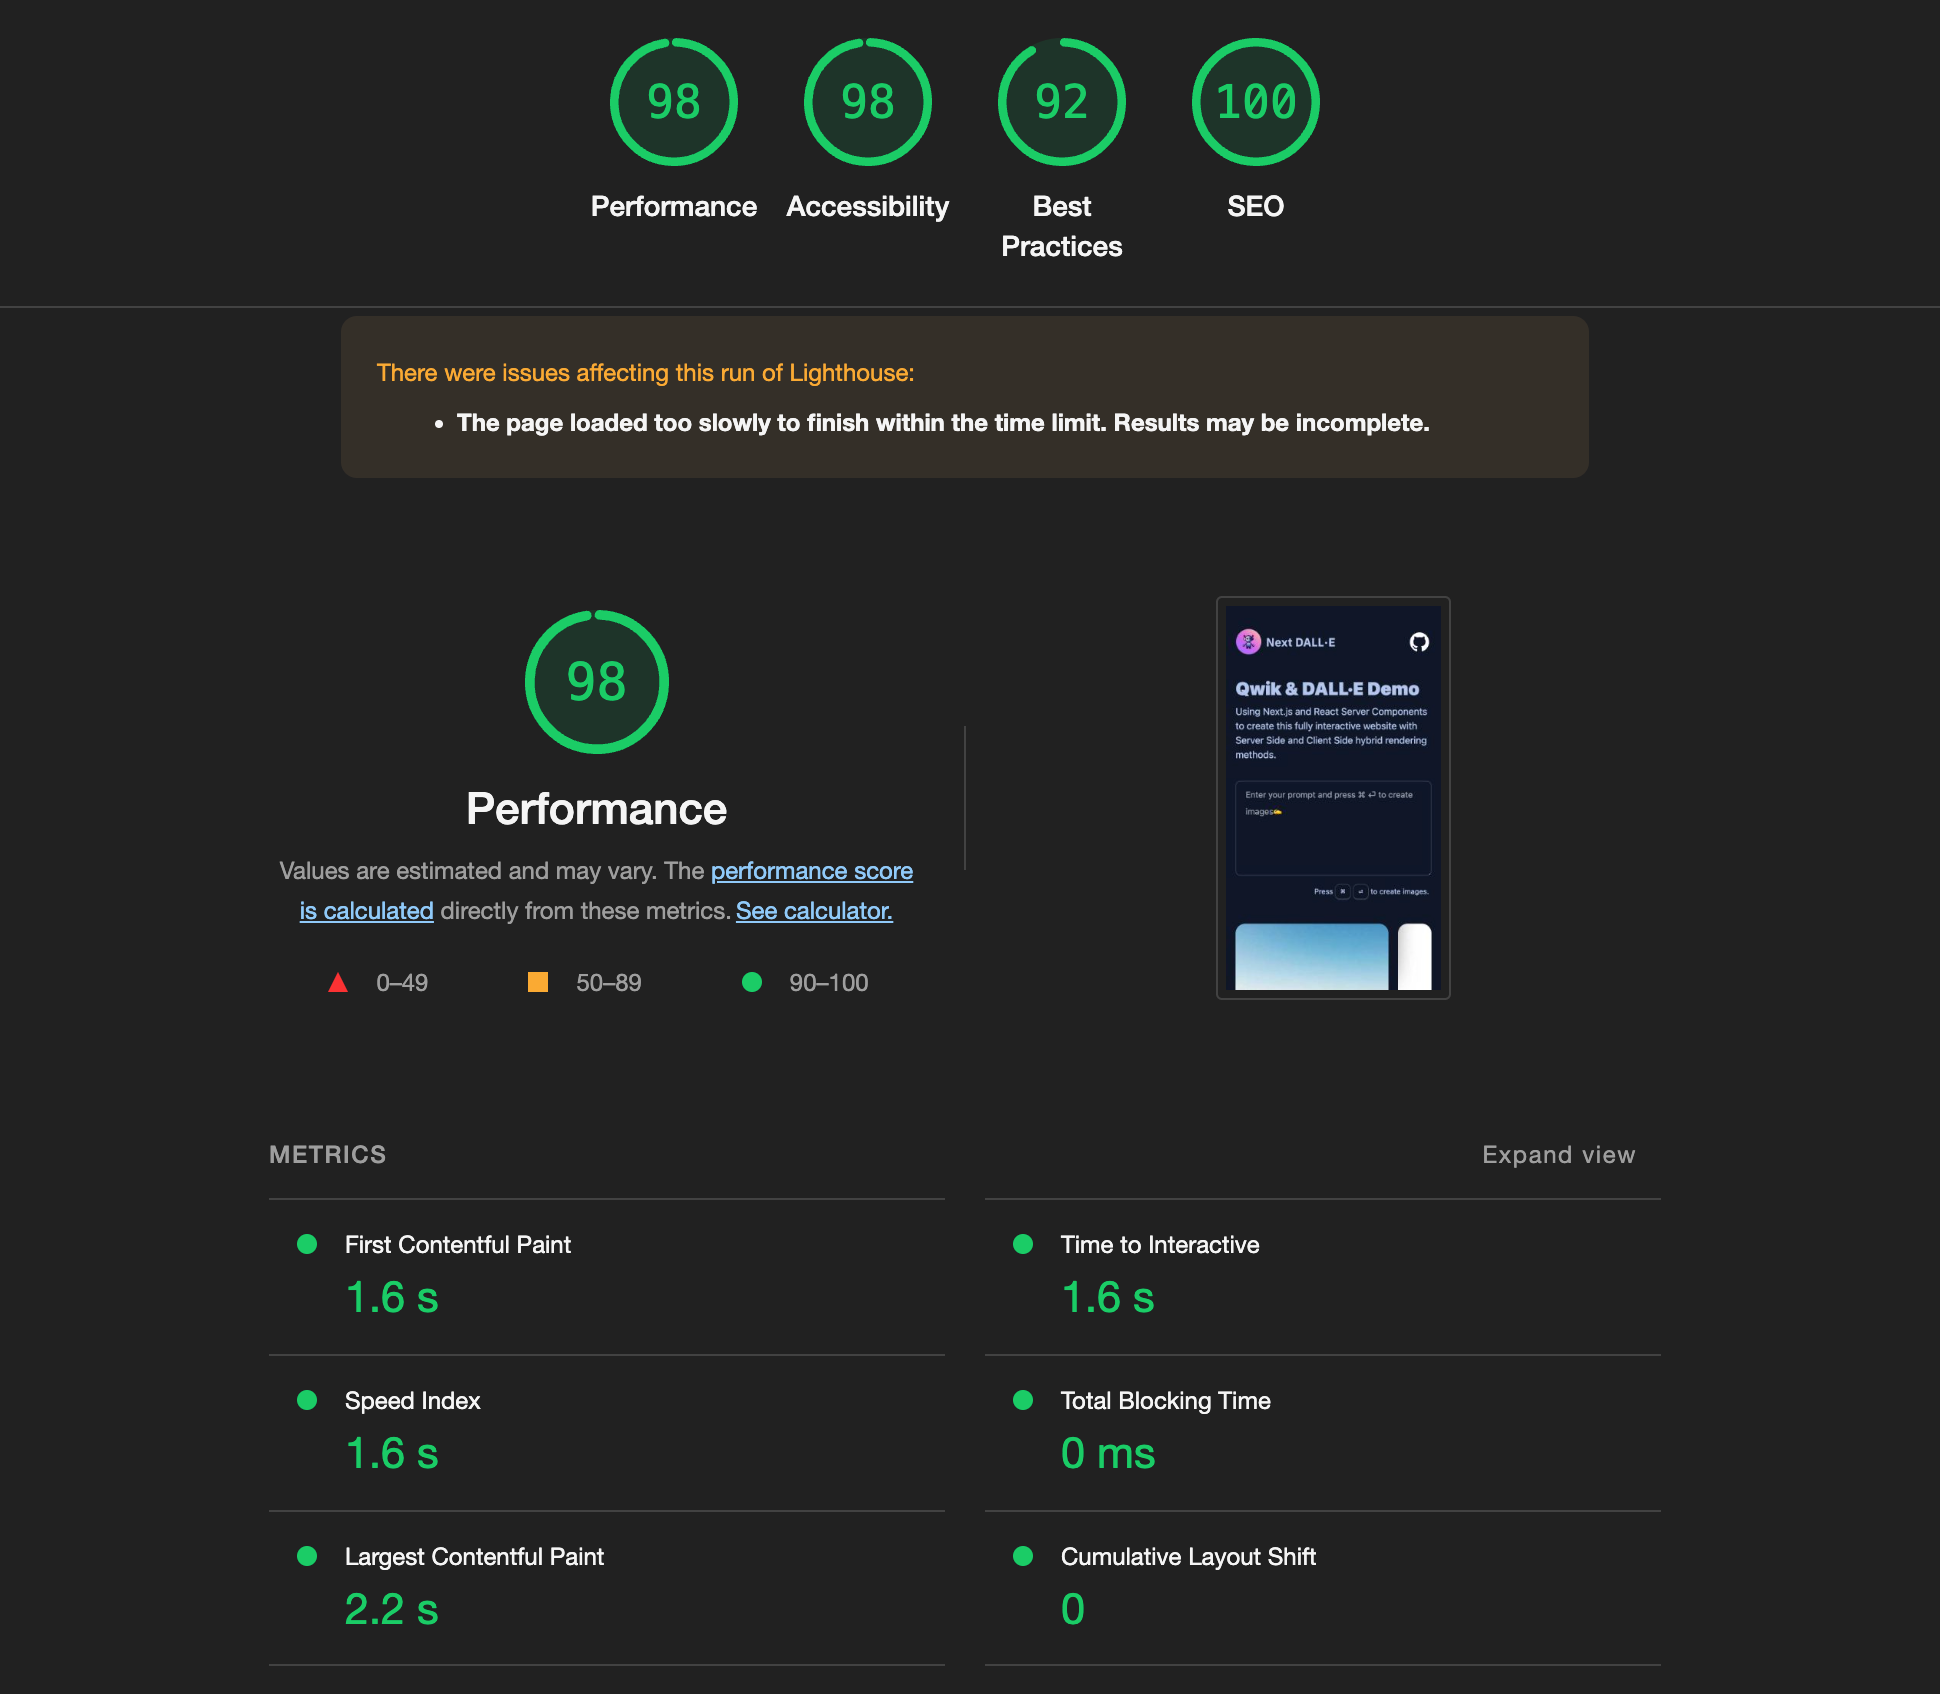 98
98
92
100
Performance
Accessibility
Best
Practices
SEO
There were issues affecting this run of Lighthouse:
• The page loaded too slowly to finish within the time limit. Results may be incomplete.
98
Performance
Values are estimated and may vary. The performance score
is calculated directly from these metrics. See calculator.
0–49
50–89
90–100
Next DALL·E
Qwik & DALL·E Demo
Using Next.js and React Server Components
to create this fully interactive website with
Server Side and Client Side hybrid rendering
methods.
Enter your prompt and press ⌘ ⏎ to create
images✍️
Press ⌘ ⏎ to create images.
METRICS
Expand view
First Contentful Paint
1.6 s
Time to Interactive
1.6 s
Speed Index
1.6 s
Total Blocking Time
0 ms
Largest Contentful Paint
2.2 s
Cumulative Layout Shift
0